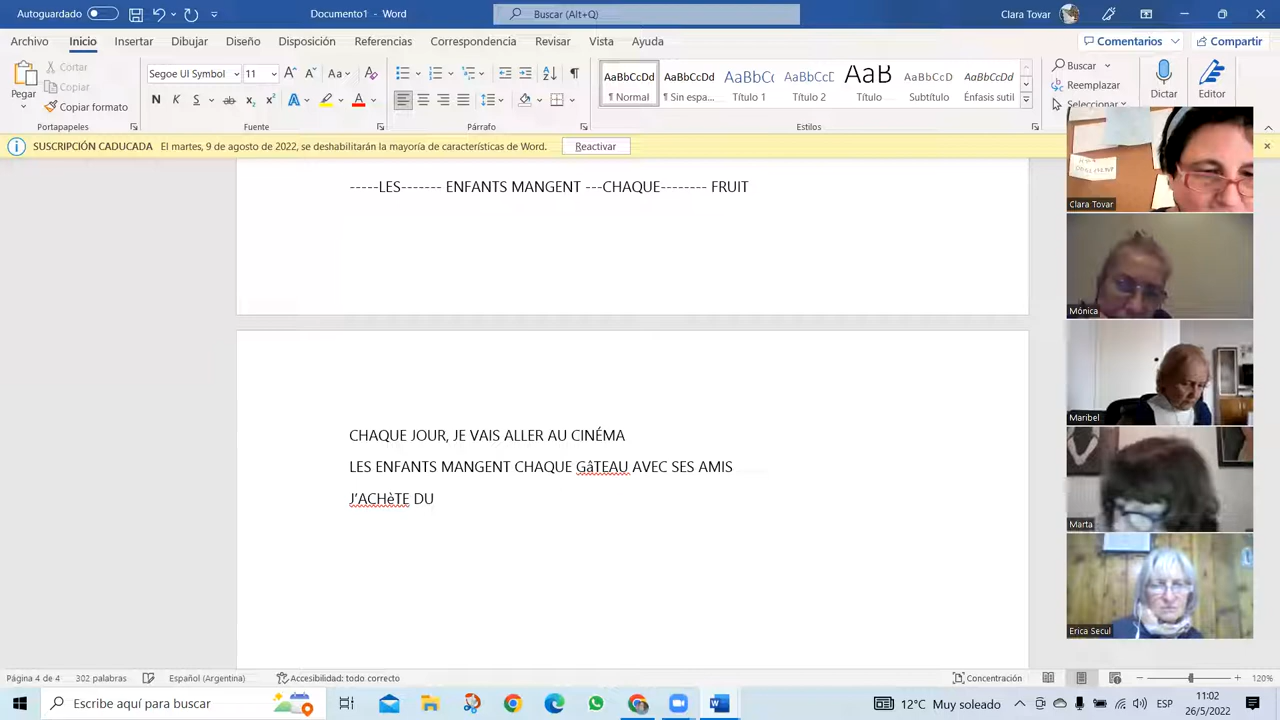 Autoguardado
Buscar (Alt+Q)
Clara Tovar
Archivo Inicio Insertar Dibujar Diseño Disposición Referencias Correspondencia Revisar Vista Ayuda
Comentarios Compartir
Pegar
Cortar
Copiar
Copiar formato
Portapapeles
Segoe UI Symbol 11
Aa
N K S ab x₂ x² A A
Fuente
Párrafo
AaBbCcDd AaBbCcDd AaBbCc AaBbCcD AaB AaBbCcD AaBbCcDd
¶ Normal ¶ Sin espa... Título 1 Título 2 Título Subtítulo Énfasis sutil
Estilos
Buscar
Reemplazar
Seleccionar
Dictar
Editor
SUSCRIPCIÓN CADUCADA El martes, 9 de agosto de 2022, se deshabilitarán la mayoría de características de Word. Reactivar
-----LES------- ENFANTS MANGENT ---CHAQUE-------- FRUIT
CHAQUE JOUR, JE VAIS ALLER AU CINÉMA
LES ENFANTS MANGENT CHAQUE GâTEAU AVEC SES AMIS
J'ACHèTE DU
Clara Tovar
Mónica
Maribel
Marta
Erica Secul
Página 4 de 4 302 palabras Español (Argentina) Accesibilidad: todo correcto Concentración 120%
Escribe aquí para buscar
12°C Muy soleado ESP 11:02
26/5/2022